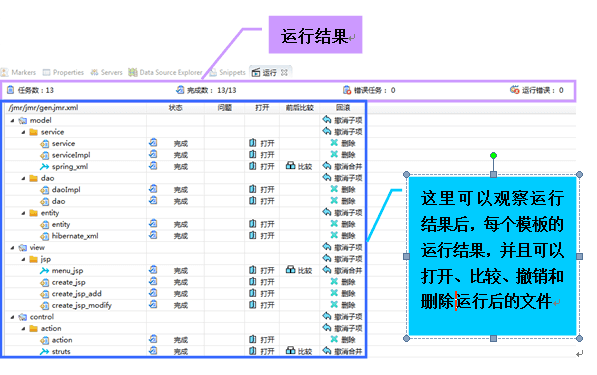 运行结果
Markers Properties Servers Data Source Explorer Snippets 运行
任务数：13 完成数： 13/13 错误任务： 0 运行错误： 0
/jmr/jmr/gen.jmr.xml 状态 问题 打开 前后比较 回滚
model 撤消子项
service 撤消子项
service 完成 打开 删除
serviceImpl 完成 打开 删除
spring_xml 完成 打开 比较 撤消合并
dao 撤消子项
daoImpl 完成 打开 删除
dao 完成 打开 删除
entity 撤消子项
entity 完成 打开 删除
hibernate_xml 完成 打开 删除
view 撤消子项
jsp 撤消子项
menu_jsp 完成 打开 比较 撤消合并
create_jsp 完成 打开 删除
create_jsp_add 完成 打开 删除
create_jsp_modify 完成 打开 删除
control 撤消子项
action 撤消子项
action 完成 打开 删除
struts 完成 打开 比较 撤消合并
这里可以观察运行
结果后，每个模板的
运行结果，并且可以
打开、比较、撤销和
删除运行后的文件